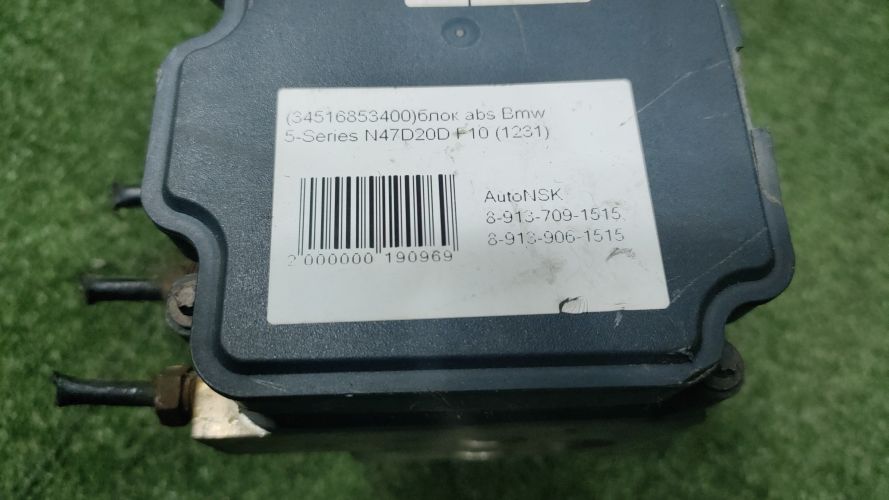 (34516853400)блок abs Bmw
5-Series N47D20D F10 (1231)
AutoNSK
8-913-709-1515
8-913-906-1515
2 000000 190969